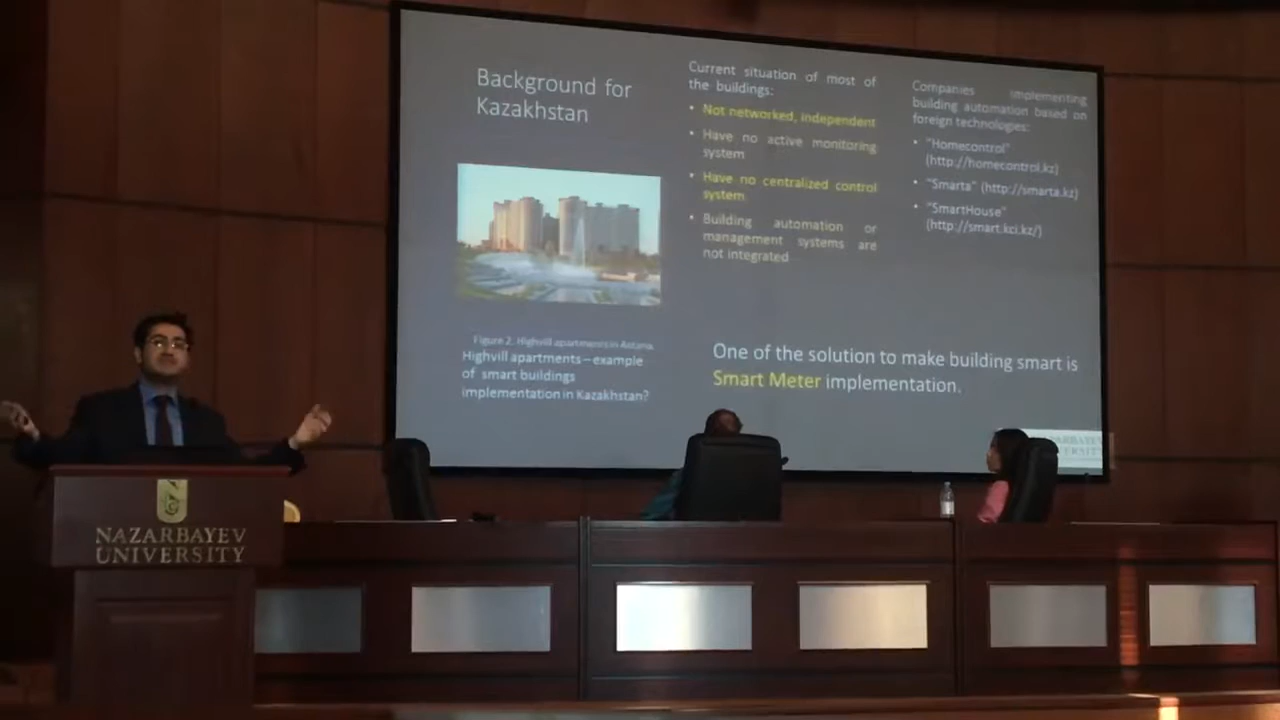 Background for
Kazakhstan
Figure 2. Highvill apartments in Astana.
Highvill apartments – example
of smart buildings
implementation in Kazakhstan?
Current situation of most of
the buildings:
• Not networked, independent
• Have no active monitoring
system
• Have no centralized control
system.
• Building automation or
management systems are
not integrated
Companies implementing
building automation based on
foreign technologies:
• "Homecontrol"
(http://homecontrol.kz)
• "Smarta" (http://smarta.kz)
• "SmartHouse"
(http://smart.kci.kz/)
One of the solution to make building smart is
Smart Meter implementation.
NAZARBAYEV
UNIVERSITY